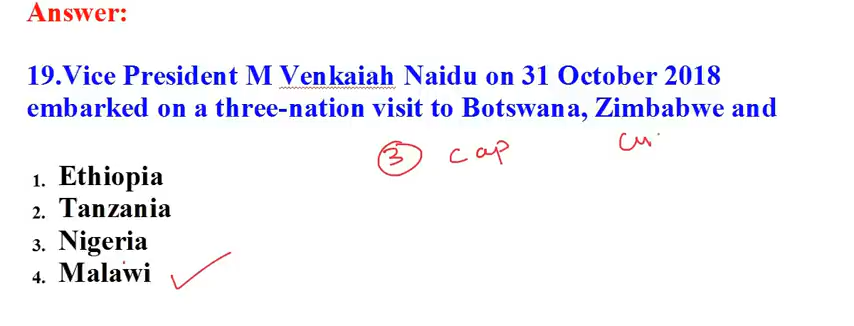 Answer:
19.Vice President M Venkaiah Naidu on 31 October 2018
embarked on a three-nation visit to Botswana, Zimbabwe and
3 cap
1. Ethiopia
2. Tanzania
3. Nigeria
4. Malawi